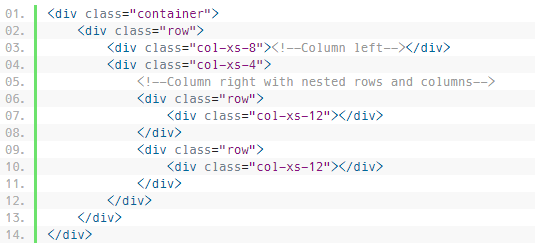 01. <div class="container">
02.     <div class="row">
03.         <div class="col-xs-8"><!--Column left--></div>
04.         <div class="col-xs-4">
05.             <!--Column right with nested rows and columns-->
06.             <div class="row">
07.                 <div class="col-xs-12"></div>
08.             </div>
09.             <div class="row">
10.                 <div class="col-xs-12"></div>
11.             </div>
12.         </div>
13.     </div>
14. </div>